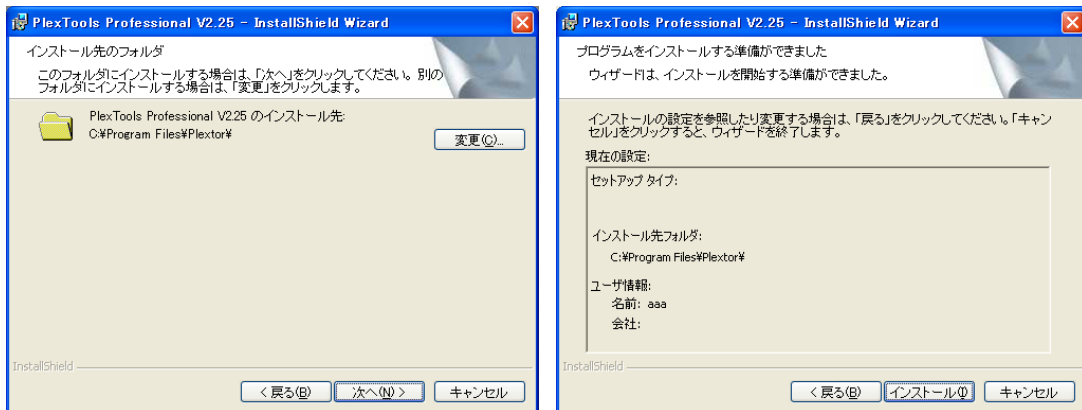 PlexTools Professional V2.25 - InstallShield Wizard
インストール先のフォルダ
このフォルダにインストールする場合は、「次へ」をクリックしてください。別の
フォルダにインストールする場合は、「変更」をクリックします。
PlexTools Professional V2.25 のインストール先:
C:¥Program Files¥Plextor¥
変更(C)...
InstallShield
< 戻る(B)
次へ(N) >
キャンセル
PlexTools Professional V2.25 - InstallShield Wizard
プログラムをインストールする準備ができました
ウィザードは、インストールを開始する準備ができました。
インストールの設定を参照したり変更する場合は、「戻る」をクリックしてください。「キャン
セル」をクリックすると、ウィザードを終了します。
現在の設定:
セットアップ タイプ:
インストール先フォルダ:
C:¥Program Files¥Plextor¥
ユーザ情報:
名前: aaa
会社:
InstallShield
< 戻る(B)
インストール(I)
キャンセル